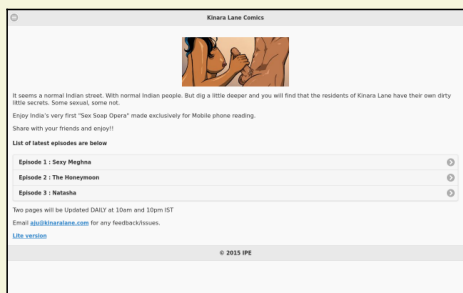 Kinara Lane Comics
It seems a normal Indian street. With normal Indian people. But dig a little deeper and you will find that the residents of Kinara Lane have their own dirty
little secrets. Some sexual, some not.
Enjoy India's very first "Sex Soap Opera" made exclusively for Mobile phone reading.
Share with your friends and enjoy!!
List of latest episodes are below
Episode 1 : Sexy Meghna
Episode 2 : The Honeymoon
Episode 3 : Natasha
Two pages will be Updated DAILY at 10am and 10pm IST
Email aju@kinaralane.com for any feedback/issues.
Lite version
© 2015 IPE